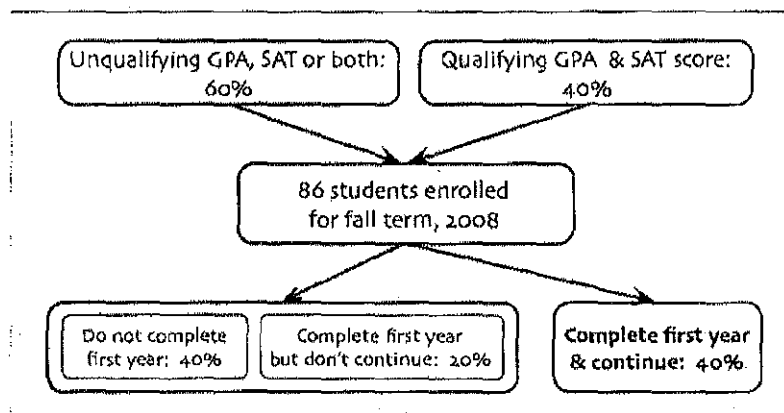 Unqualifying GPA, SAT or both:
60%
Qualifying GPA & SAT score:
40%
86 students enrolled
for fall term, 2008
Do not complete
first year: 40%
Complete first year
but don't continue: 20%
Complete first year
& continue: 40%